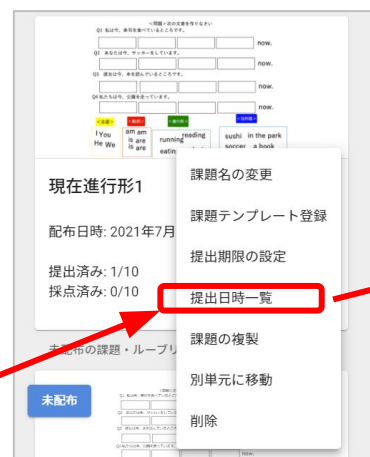 <問題>次の文章を作りなさい
Q1 私は今、寿司を食べているところです。
now.
Q2 あなたは今、サッカーをしています。
now.
Q3 彼女は今、本を読んでいるところです。
now.
Q4 私たちは今、公園を走っています。
now.
<主語>
I You
He We
am am
is are
is are
running
reading
eatin
sushi in the park
soccer a book
現在進行形1
配布日時: 2021年7月
提出済み: 1/10
採点済み: 0/10
課題名の変更
課題テンプレート登録
提出期限の設定
提出日時一覧
課題の複製
別単元に移動
削除
未配布の課題・ルーブリ
未配布